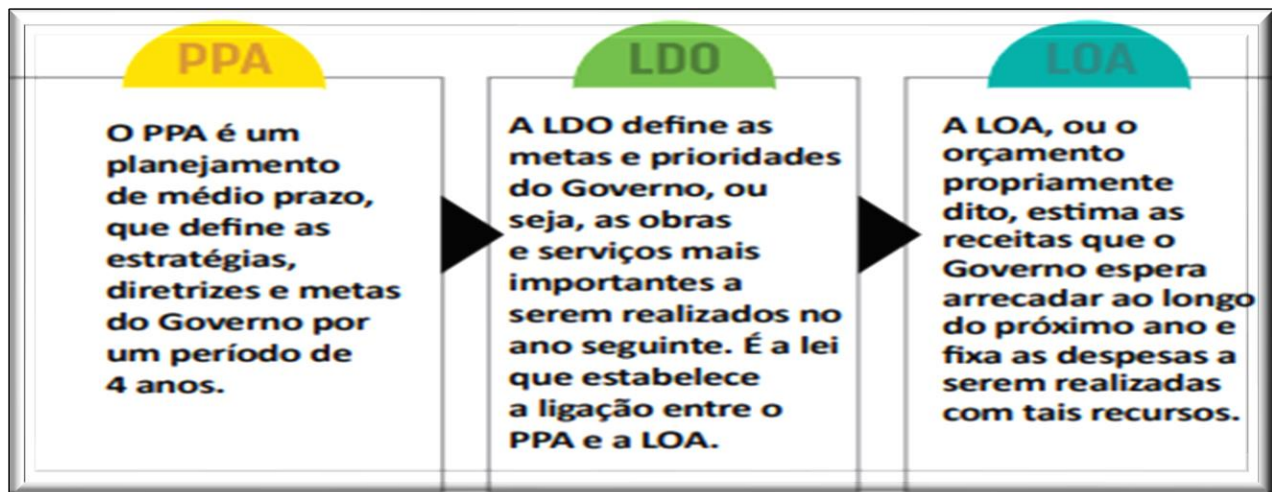 PPA
O PPA é um
planejamento
de médio prazo,
que define as
estratégias,
diretrizes e metas
do Governo por
um período de
4 anos.
LDO
A LDO define as
metas e prioridades
do Governo, ou
seja, as obras
e serviços mais
importantes a
serem realizados no
ano seguinte. É a lei
que estabelece
a ligação entre o
PPA e a LOA.
LOA
A LOA, ou o
orçamento
propriamente
dito, estima as
receitas que o
Governo espera
arrecadar ao longo
do próximo ano e
fixa as despesas a
serem realizadas
com tais recursos.